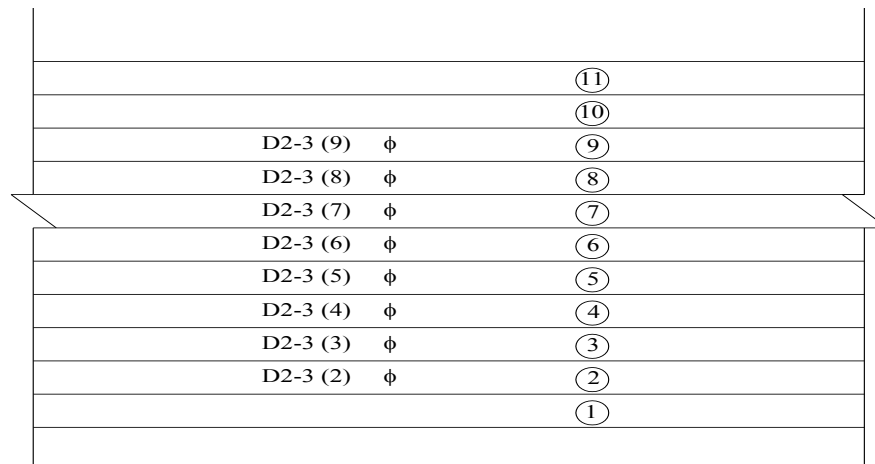 11
10
D2-3 (9) ϕ 9
D2-3 (8) ϕ 8
D2-3 (7) ϕ 7
D2-3 (6) ϕ 6
D2-3 (5) ϕ 5
D2-3 (4) ϕ 4
D2-3 (3) ϕ 3
D2-3 (2) ϕ 2
1